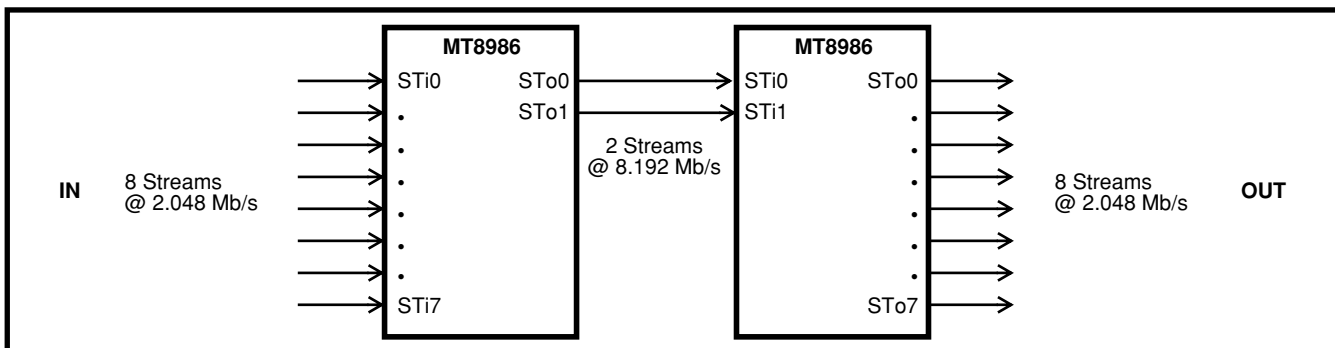 MT8986
MT8986
STi0
STo0
STi0
STo0
STo1
STi1
2 Streams
@ 8.192 Mb/s
IN
8 Streams
@ 2.048 Mb/s
8 Streams
@ 2.048 Mb/s
OUT
STi7
STo7